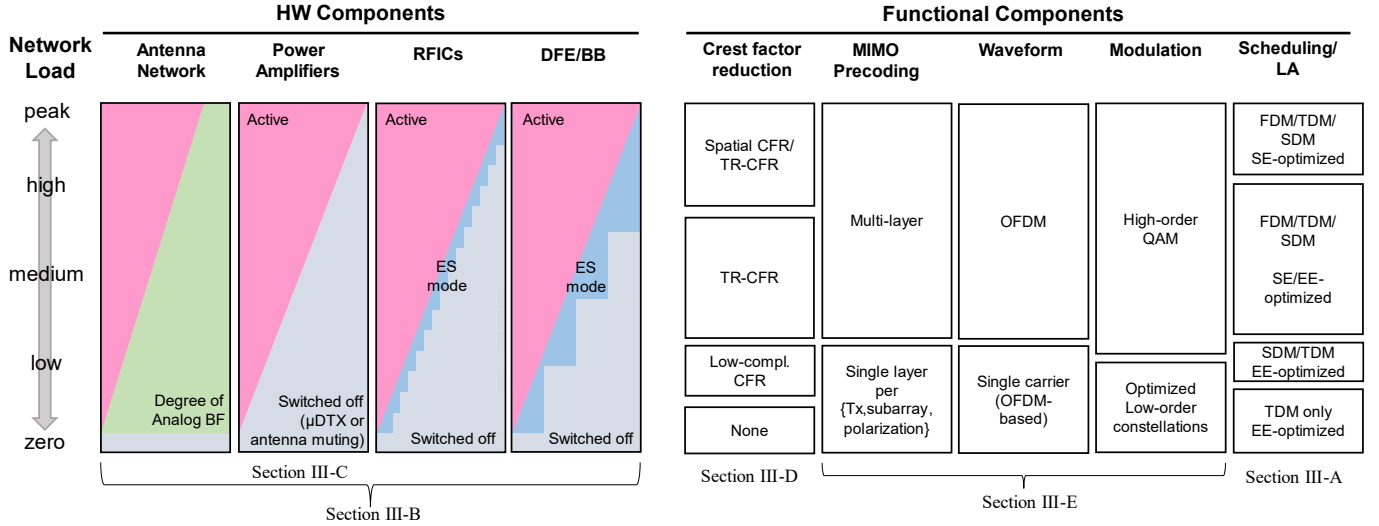 HW Components
Functional Components
Network
Load
Antenna
Network
Power
Amplifiers
RFICs
DFE/BB
Crest factor
reduction
MIMO
Precoding
Waveform
Modulation
Scheduling/
LA
peak
high
medium
low
zero
Degree of
Analog BF
Active
Switched off
(μDTX or
antenna muting)
Active
ES
mode
Switched off
Active
ES
mode
Switched off
Spatial CFR/
TR-CFR
TR-CFR
Low-compl.
CFR
None
Multi-layer
Single layer
per
{Tx,subarray,
polarization}
OFDM
Single carrier
(OFDM-
based)
High-order
QAM
Optimized
Low-order
constellations
FDM/TDM/
SDM
SE-optimized
FDM/TDM/
SDM
SE/EE-
optimized
SDM/TDM
EE-optimized
TDM only
EE-optimized
Section III-C
Section III-B
Section III-D
Section III-E
Section III-A